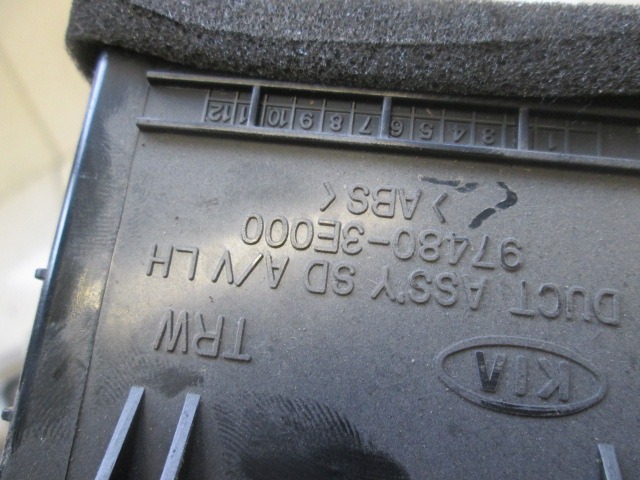 KIA
TRW
DUCT ASS'Y SD A/V LH
97480-3E000
>ABS<
1 2 3 4 5 6 7 8 9 10 11 12